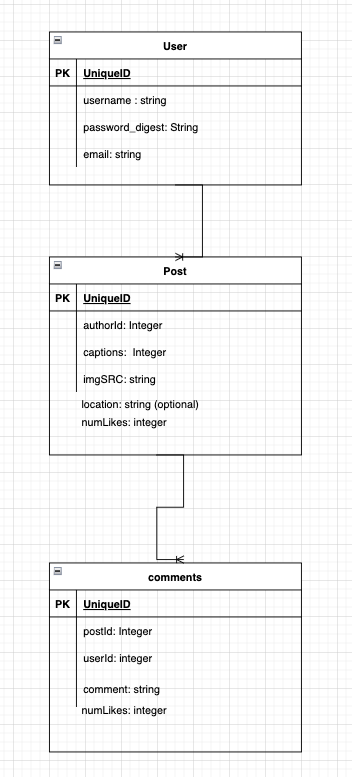 User
PK UniqueID
username : string
password_digest: String
email: string
Post
PK UniqueID
authorId: Integer
captions:  Integer
imgSRC: string
location: string (optional)
numLikes: integer
comments
PK UniqueID
postId: Integer
userId: integer
comment: string
numLikes: integer